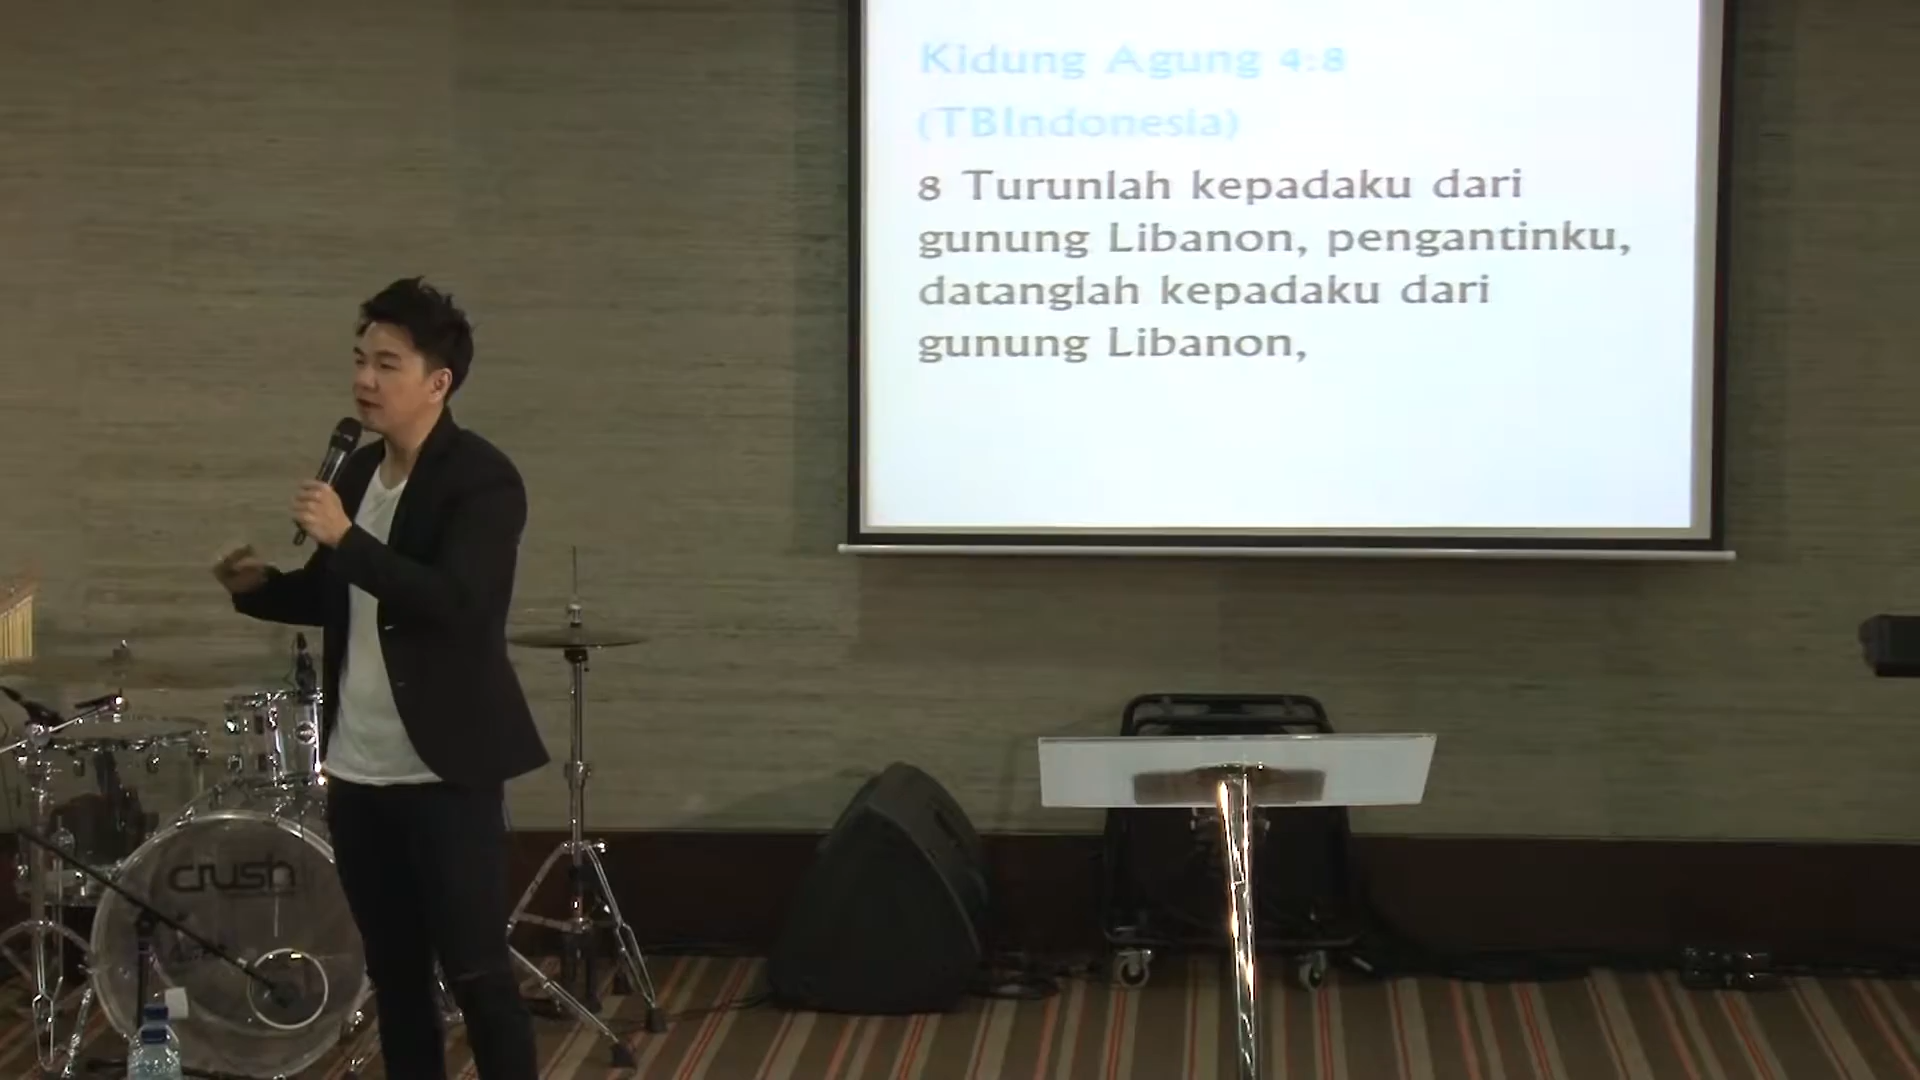 Kidung Agung 4:8
(TBIndonesia)
8 Turunlah kepadaku dari
gunung Libanon, pengantinku,
datanglah kepadaku dari
gunung Libanon,
crush